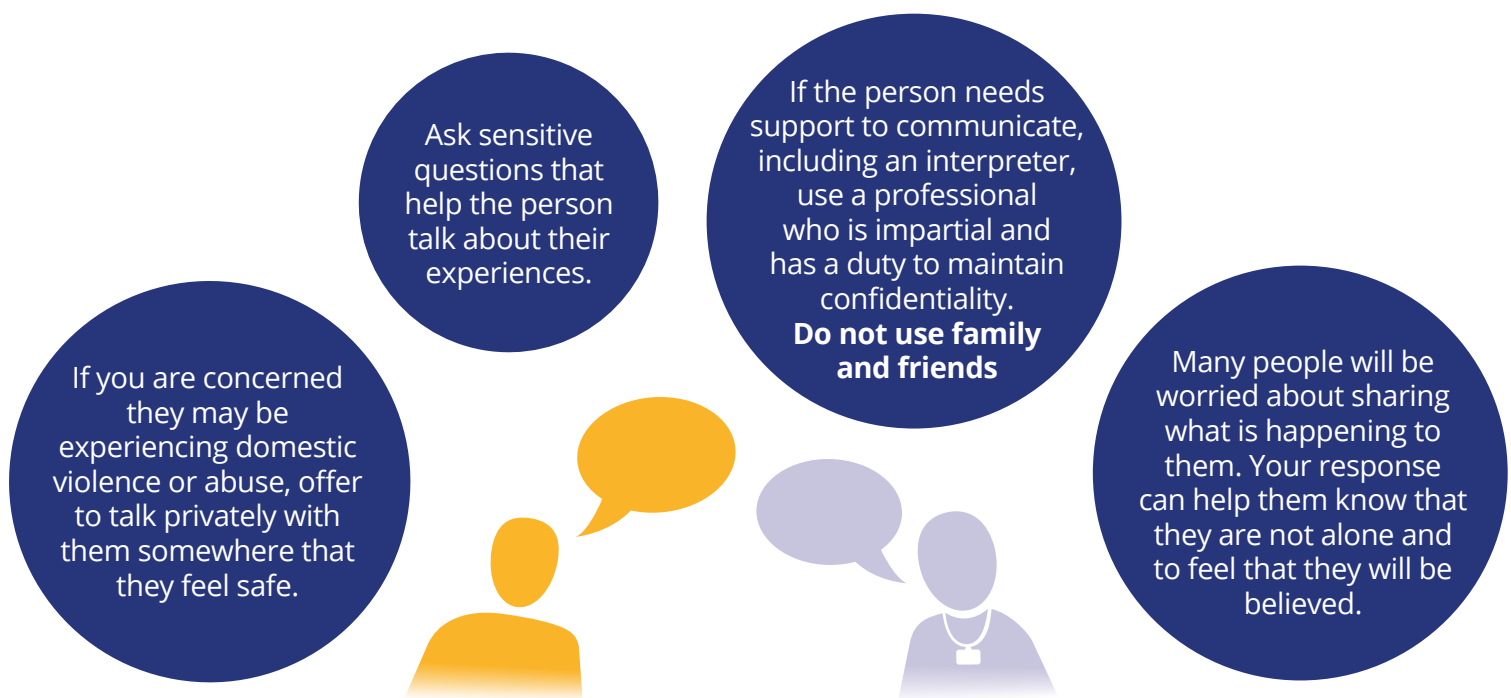 If you are concerned
they may be
experiencing domestic
violence or abuse, offer
to talk privately with
them somewhere that
they feel safe.
Ask sensitive
questions that
help the person
talk about their
experiences.
If the person needs
support to communicate,
including an interpreter,
use a professional
who is impartial and
has a duty to maintain
confidentiality.
Do not use family
and friends
Many people will be
worried about sharing
what is happening to
them. Your response
can help them know that
they are not alone and
to feel that they will be
believed.